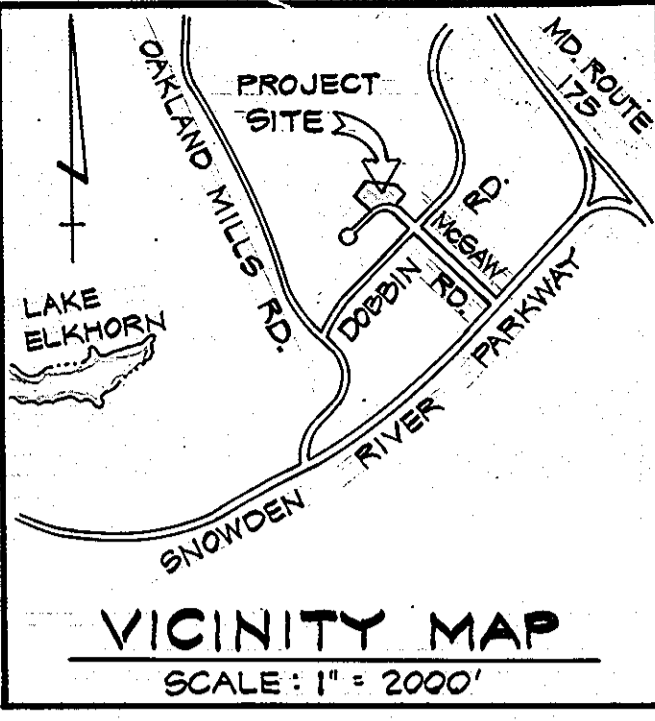 OAKLAND MILLS RD.
PROJECT
SITE
MD. ROUTE
175
DOBBIN RD.
McGAW
RD.
LAKE
ELKHORN
SNOWDEN RIVER PARKWAY
VICINITY MAP
SCALE : 1" = 2000'